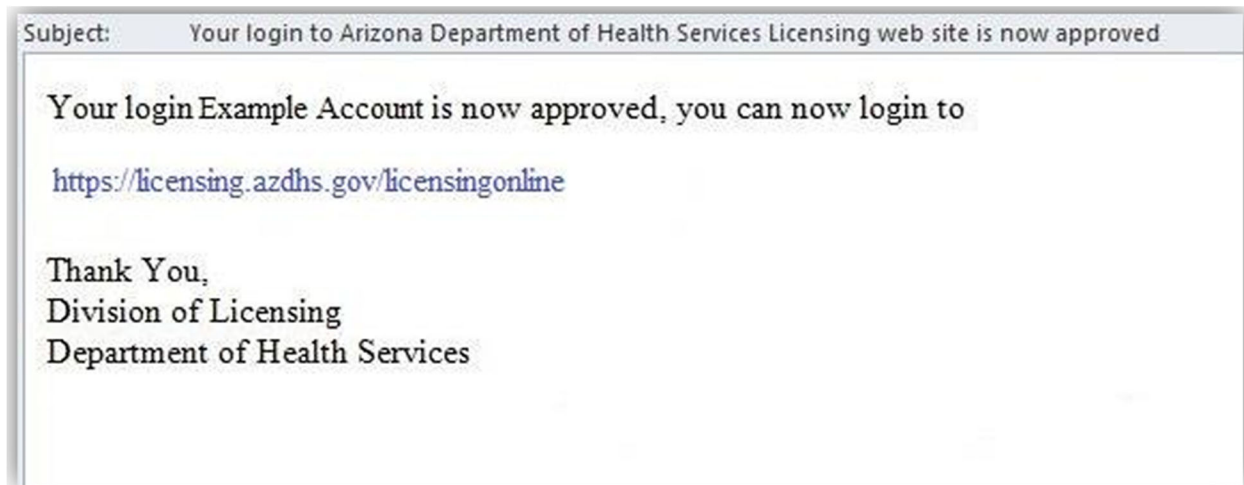 Subject: Your login to Arizona Department of Health Services Licensing web site is now approved
Your login Example Account is now approved, you can now login to
https://licensing.azdhs.gov/licensingonline
Thank You,
Division of Licensing
Department of Health Services